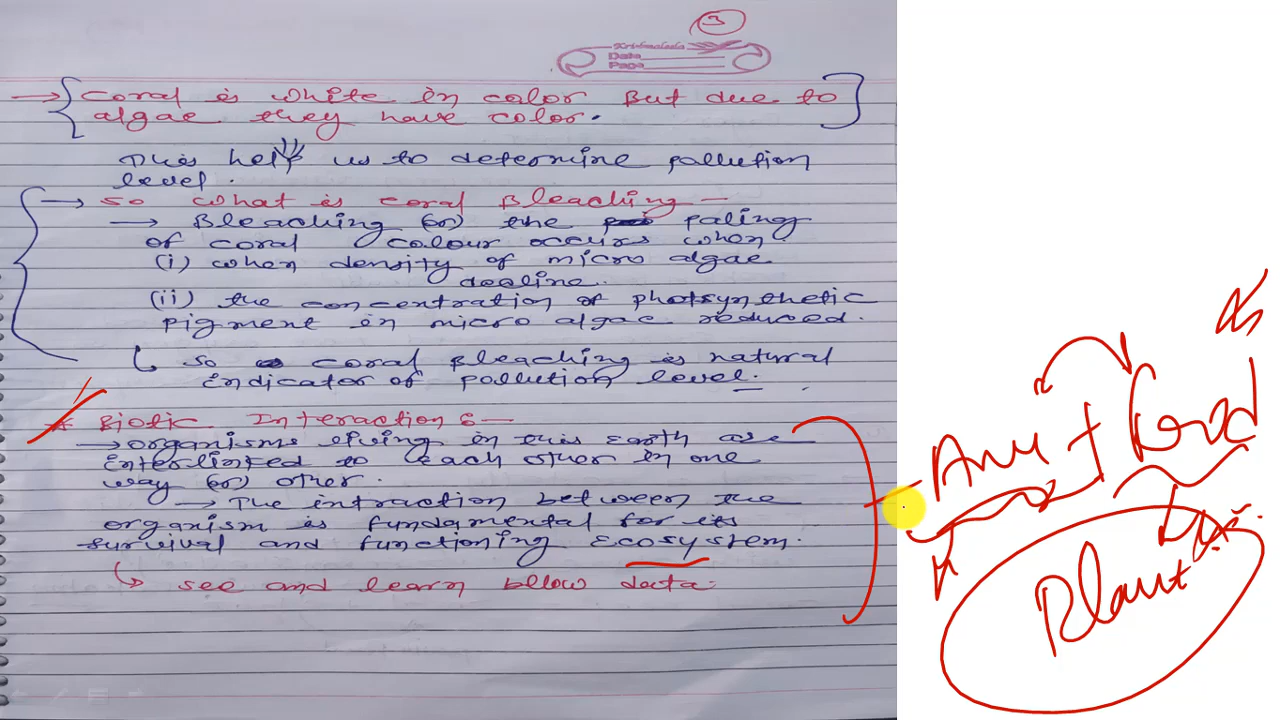 3
Krishnaleela
Date
Page
→ Coral is white in color But due to
algae they have color.
This help us to determine pollution
level.
→ so what is coral Bleaching –
→ Bleaching (or) the paling
of coral colour occurs when
(i) when density of micro algae
decline.
(ii) the concentration of photosynthetic
pigment in micro algae reduced.
↳ so coral Bleaching is natural
indicator of pollution level.
* Biotic Interactions –
→ organisms living in this Earth are
interlinked to each other in one
way (or) other.
→ The intraction between the
organism is fundamental for its
survival and functioning Ecosystem.
↳ see and learn bllow data:
Plant